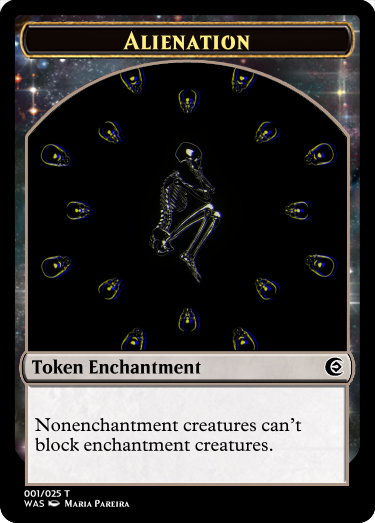 Alienation
Token Enchantment
Nonenchantment creatures can't
block enchantment creatures.
001/025 T
WAS Maria Pareira